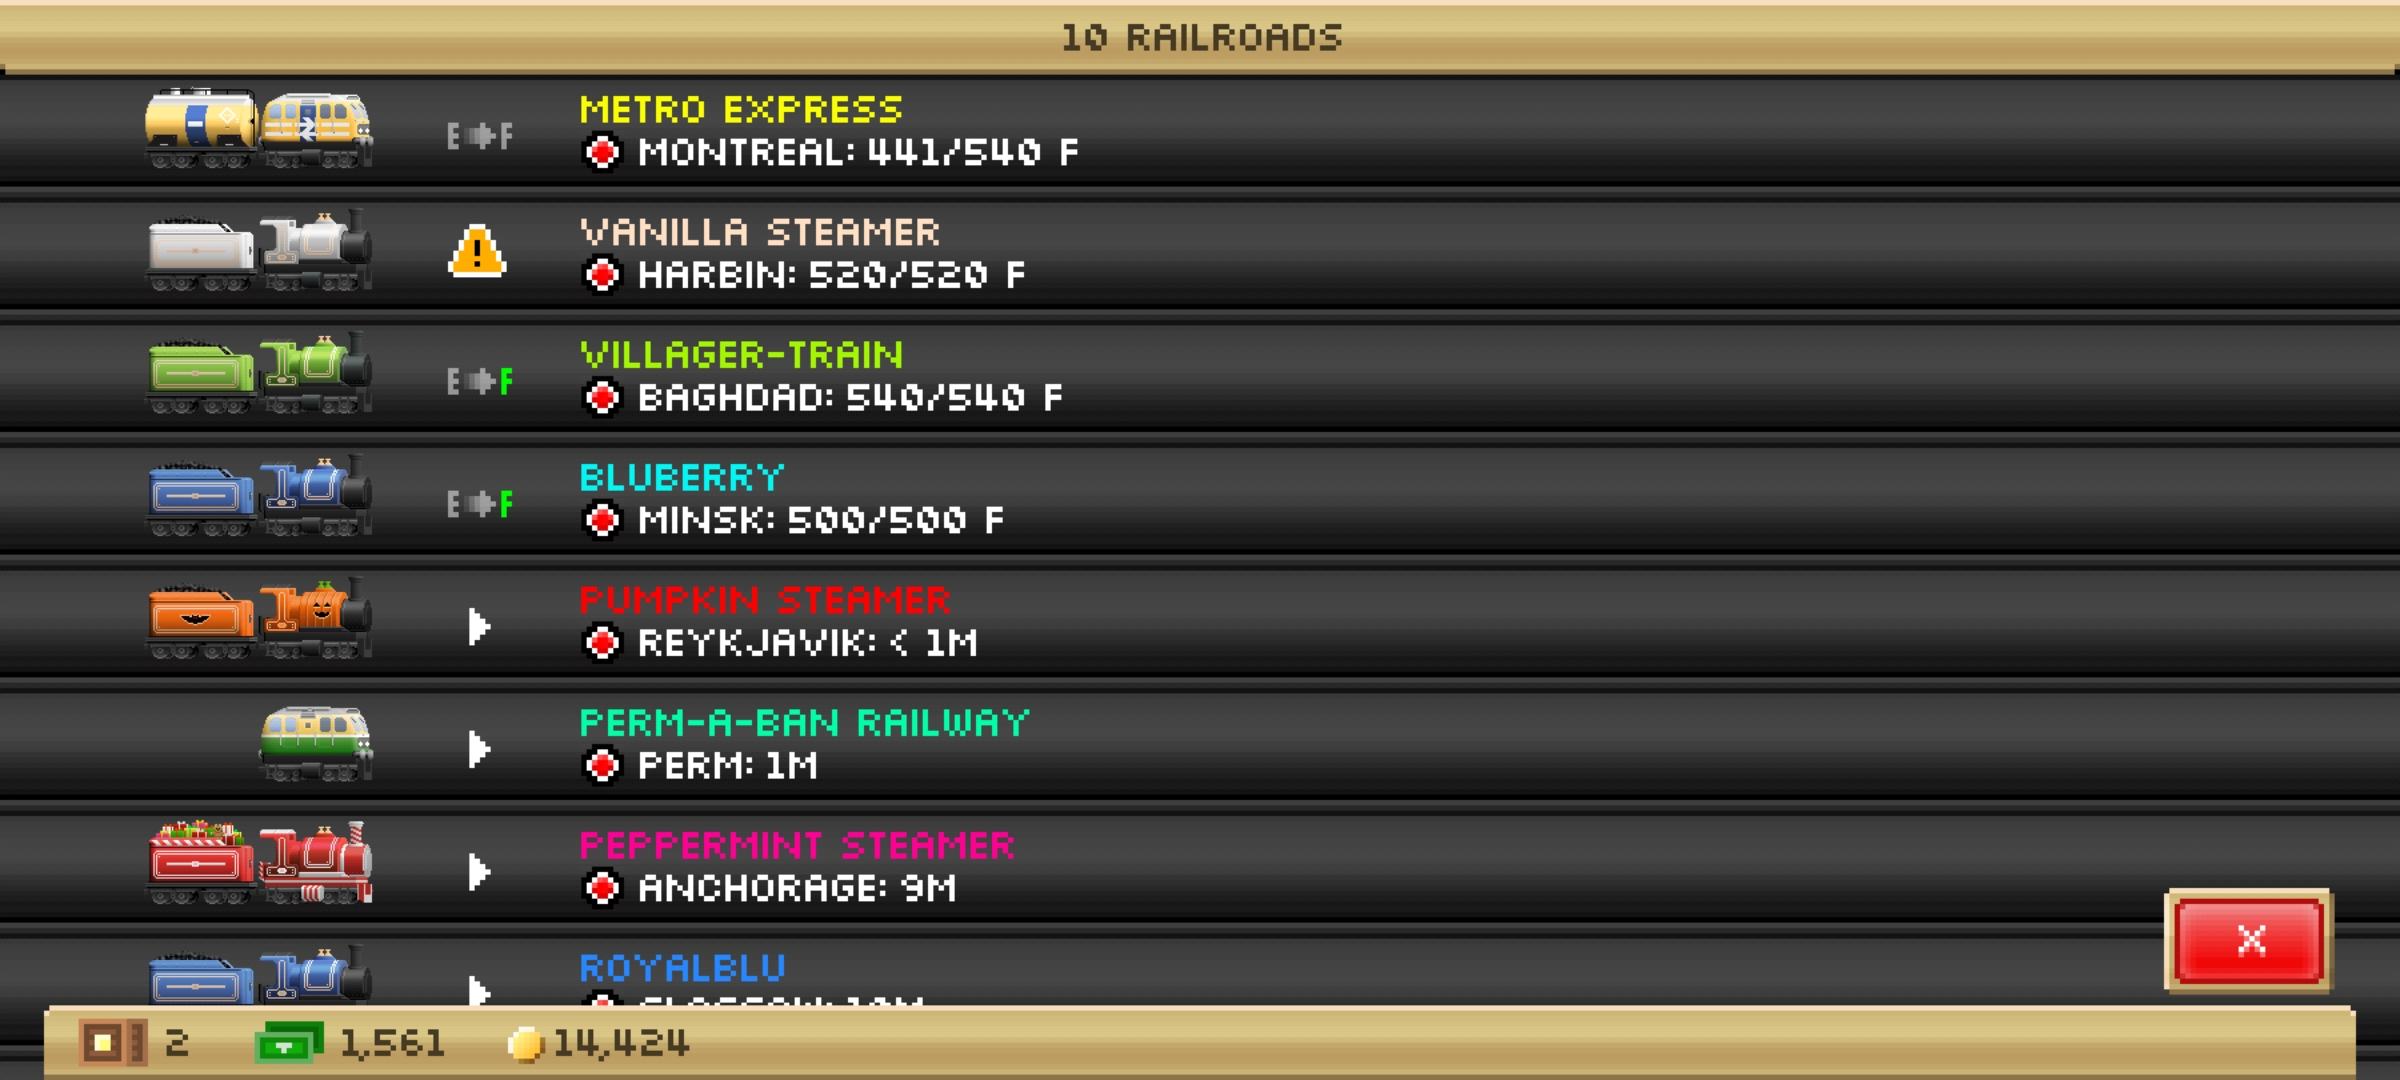 10 RAILROADS
METRO EXPRESS
E F MONTREAL: 441/540 F
VANILLA STEAMER
! HARBIN: 520/520 F
VILLAGER-TRAIN
E F BAGHDAD: 540/540 F
BLUBERRY
E F MINSK: 500/500 F
PUMPKIN STEAMER
REYKJAVIK: < 1M
PERM-A-BAN RAILWAY
PERM: 1M
PEPPERMINT STEAMER
ANCHORAGE: 9M
X
ROYALBLU
2 1,561 14,424